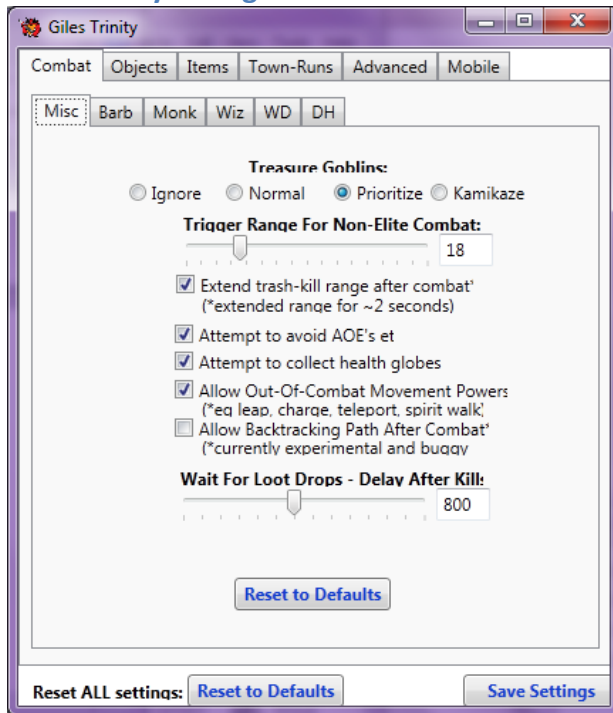 Giles Trinity
Combat Objects Items Town-Runs Advanced Mobile
Misc Barb Monk Wiz WD DH
Treasure Goblins:
Ignore Normal Prioritize Kamikaze
Trigger Range For Non-Elite Combat:
18
Extend trash-kill range after combat*
(*extended range for ~2 seconds)
Attempt to avoid AOE's et
Attempt to collect health globes
Allow Out-Of-Combat Movement Powers
(*eg leap, charge, teleport, spirit walk)
Allow Backtracking Path After Combat*
(*currently experimental and buggy
Wait For Loot Drops - Delay After Kill:
800
Reset to Defaults
Reset ALL settings: Reset to Defaults Save Settings